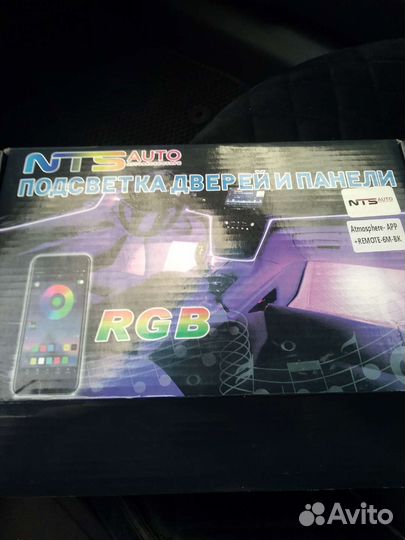 NTS AUTO
ПОДСВЕТКА ДВЕРЕЙ И ПАНЕЛИ
NTS AUTO
Atmosphere- APP
+REMOTE-6M-BK
RGB
Avito